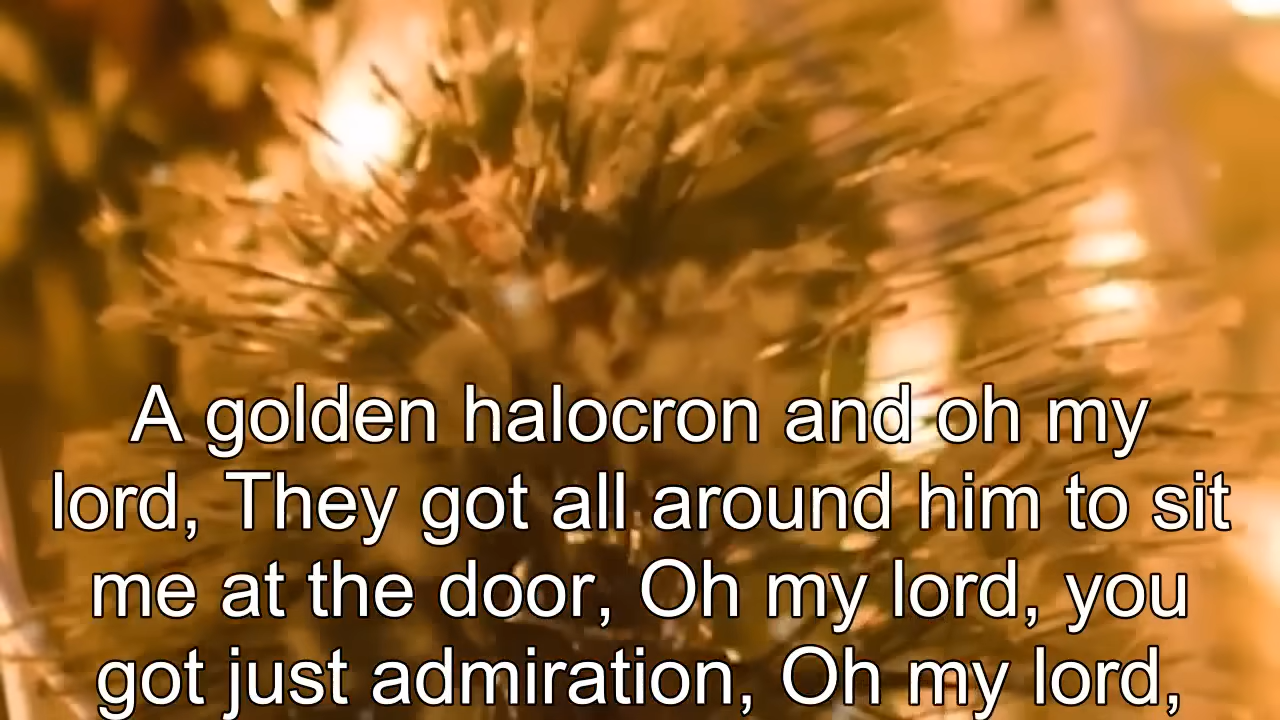 A golden halocron and oh my
lord, They got all around him to sit
me at the door, Oh my lord, you
got just admiration, Oh my lord,